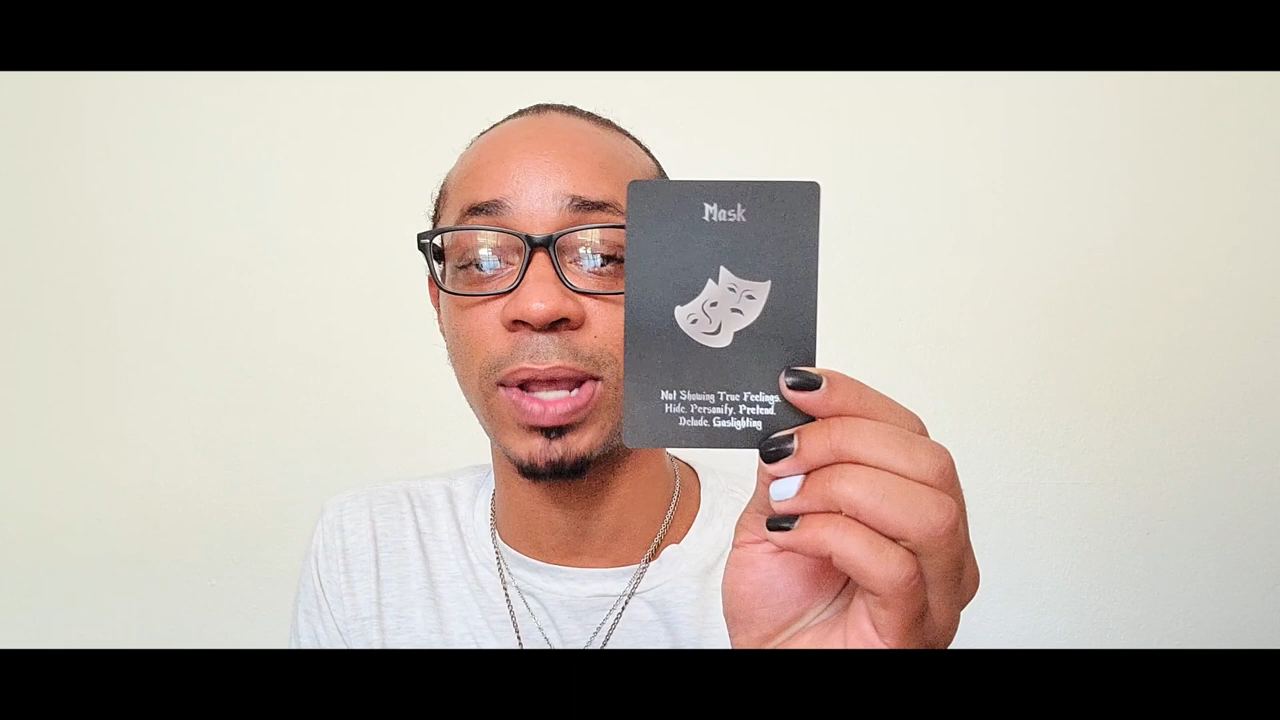 Mask
Not Showing True Feelings.
Hide. Personify. Pretend.
Delude. Gaslighting